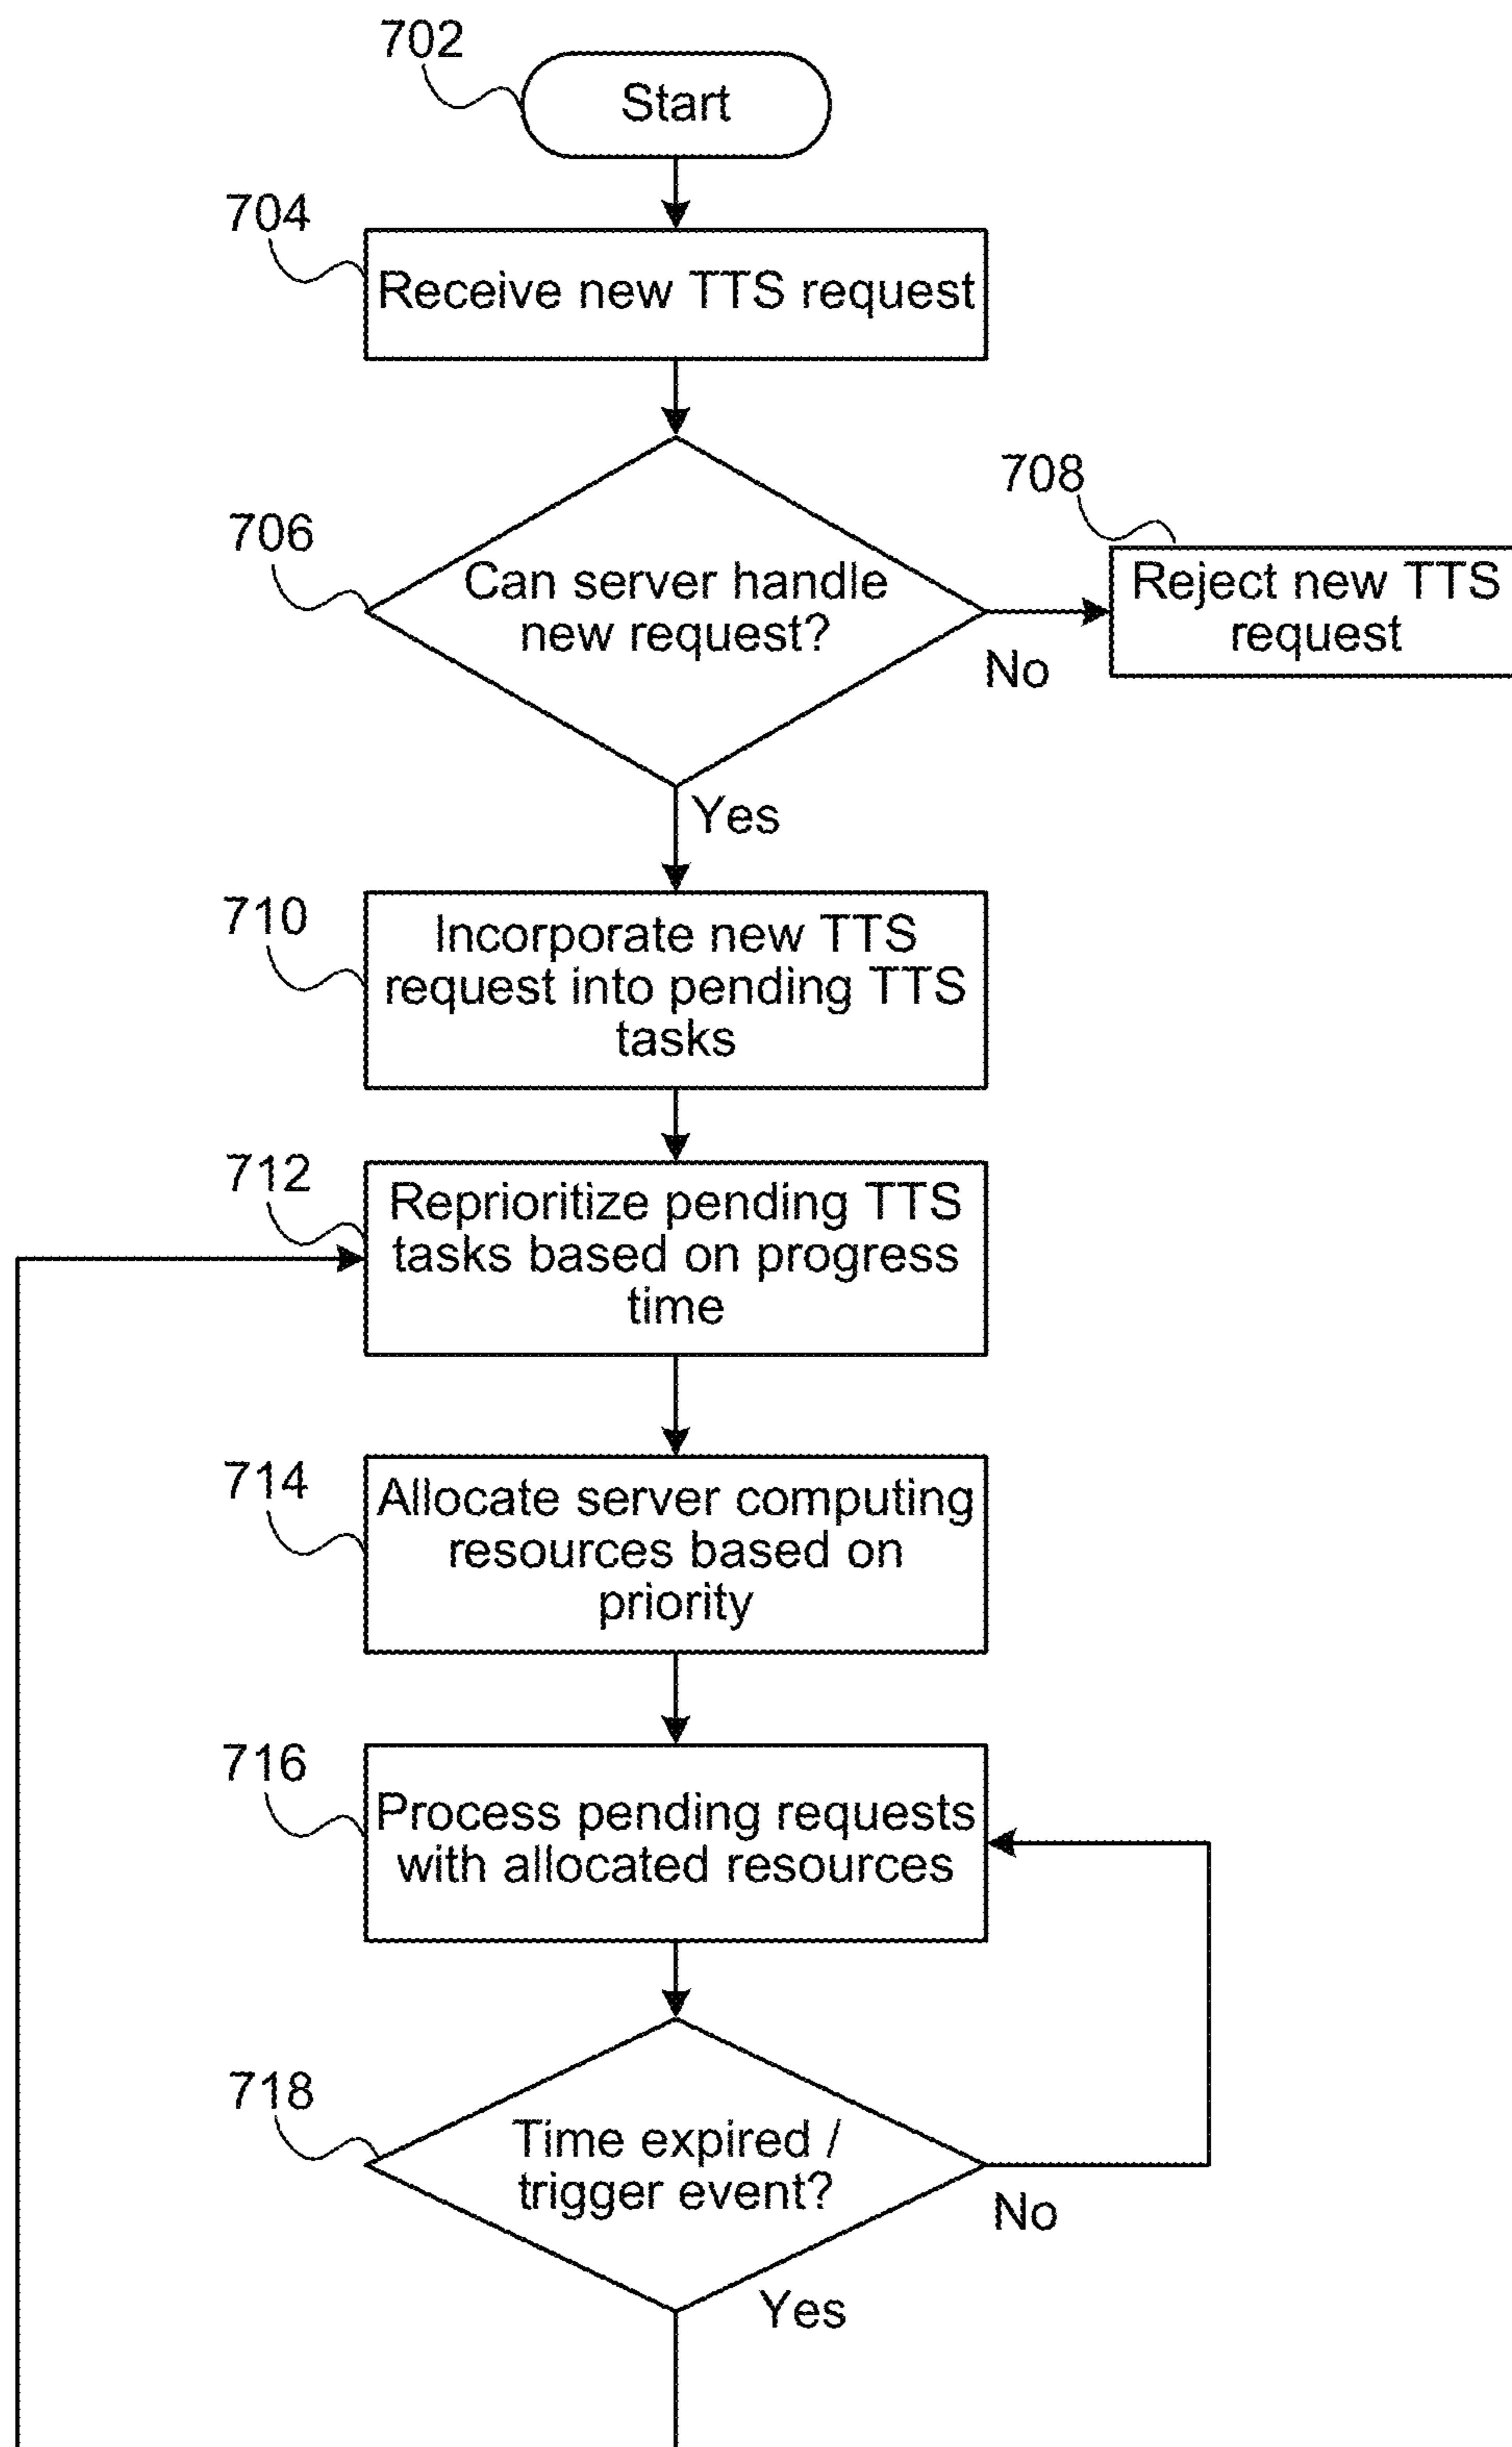 702
Start
704
Receive new TTS request
706
Can server handle
new request?
No
708
Reject new TTS
request
Yes
710
Incorporate new TTS
request into pending TTS
tasks
712
Reprioritize pending TTS
tasks based on progress
time
714
Allocate server computing
resources based on
priority
716
Process pending requests
with allocated resources
718
Time expired /
trigger event?
No
Yes